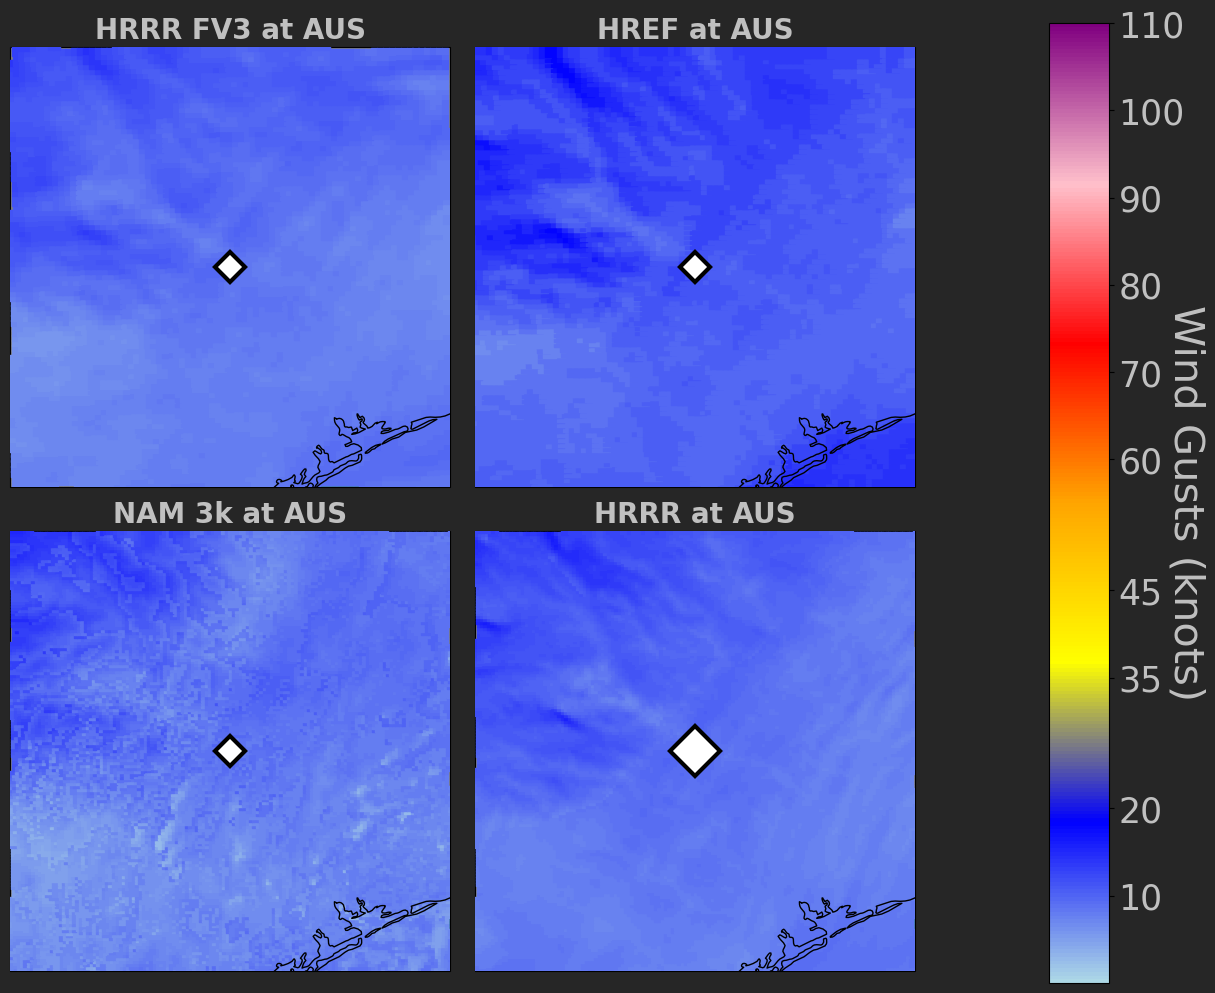 HRRR FV3 at AUS
HREF at AUS
NAM 3k at AUS
HRRR at AUS
110
100
90
80
70
60
45
35
20
10
Wind Gusts (knots)